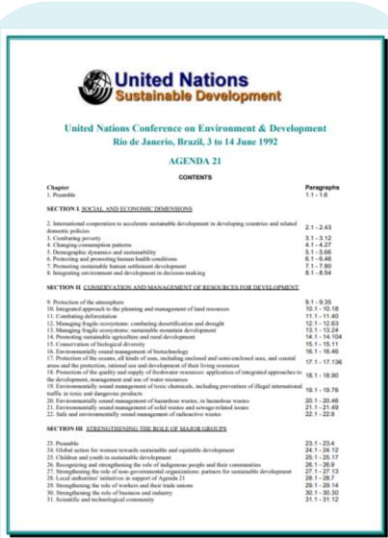 United Nations
Sustainable Development
United Nations Conference on Environment & Development
Rio de Janerio, Brazil, 3 to 14 June 1992
AGENDA 21
CONTENTS
Chapter Paragraphs
1. Preamble 1.1 - 1.6
SECTION I. SOCIAL AND ECONOMIC DIMENSIONS
2. International cooperation to accelerate sustainable development in developing countries and related
domestic policies 2.1 - 2.43
3. Combating poverty 3.1 - 3.12
4. Changing consumption patterns 4.1 - 4.27
5. Demographic dynamics and sustainability 5.1 - 5.66
6. Protecting and promoting human health conditions 6.1 - 6.46
7. Promoting sustainable human settlement development 7.1 - 7.80
8. Integrating environment and development in decision-making 8.1 - 8.54
SECTION II. CONSERVATION AND MANAGEMENT OF RESOURCES FOR DEVELOPMENT
9. Protection of the atmosphere 9.1 - 9.35
10. Integrated approach to the planning and management of land resources 10.1 - 10.18
11. Combating deforestation 11.1 - 11.40
12. Managing fragile ecosystems: combating desertification and drought 12.1 - 12.63
13. Managing fragile ecosystems: sustainable mountain development 13.1 - 13.24
14. Promoting sustainable agriculture and rural development 14.1 - 14.104
15. Conservation of biological diversity 15.1 - 15.11
16. Environmentally sound management of biotechnology 16.1 - 16.46
17. Protection of the oceans, all kinds of seas, including enclosed and semi-enclosed seas, and coastal
areas and the protection, rational use and development of their living resources 17.1 - 17.136
18. Protection of the quality and supply of freshwater resources: application of integrated approaches to
the development, management and use of water resources 18.1 - 18.90
19. Environmentally sound management of toxic chemicals, including prevention of illegal international
traffic in toxic and dangerous products 19.1 - 19.76
20. Environmentally sound management of hazardous wastes, in hazardous wastes 20.1 - 20.46
21. Environmentally sound management of solid wastes and sewage-related issues 21.1 - 21.49
22. Safe and environmentally sound management of radioactive wastes 22.1 - 22.9
SECTION III. STRENGTHENING THE ROLE OF MAJOR GROUPS
23. Preamble 23.1 - 23.4
24. Global action for women towards sustainable and equitable development 24.1 - 24.12
25. Children and youth in sustainable development 25.1 - 25.17
26. Recognizing and strengthening the role of indigenous people and their communities 26.1 - 26.9
27. Strengthening the role of non-governmental organizations: partners for sustainable development 27.1 - 27.13
28. Local authorities' initiatives in support of Agenda 21 28.1 - 28.7
29. Strengthening the role of workers and their trade unions 29.1 - 29.14
30. Strengthening the role of business and industry 30.1 - 30.30
31. Scientific and technological community 31.1 - 31.12